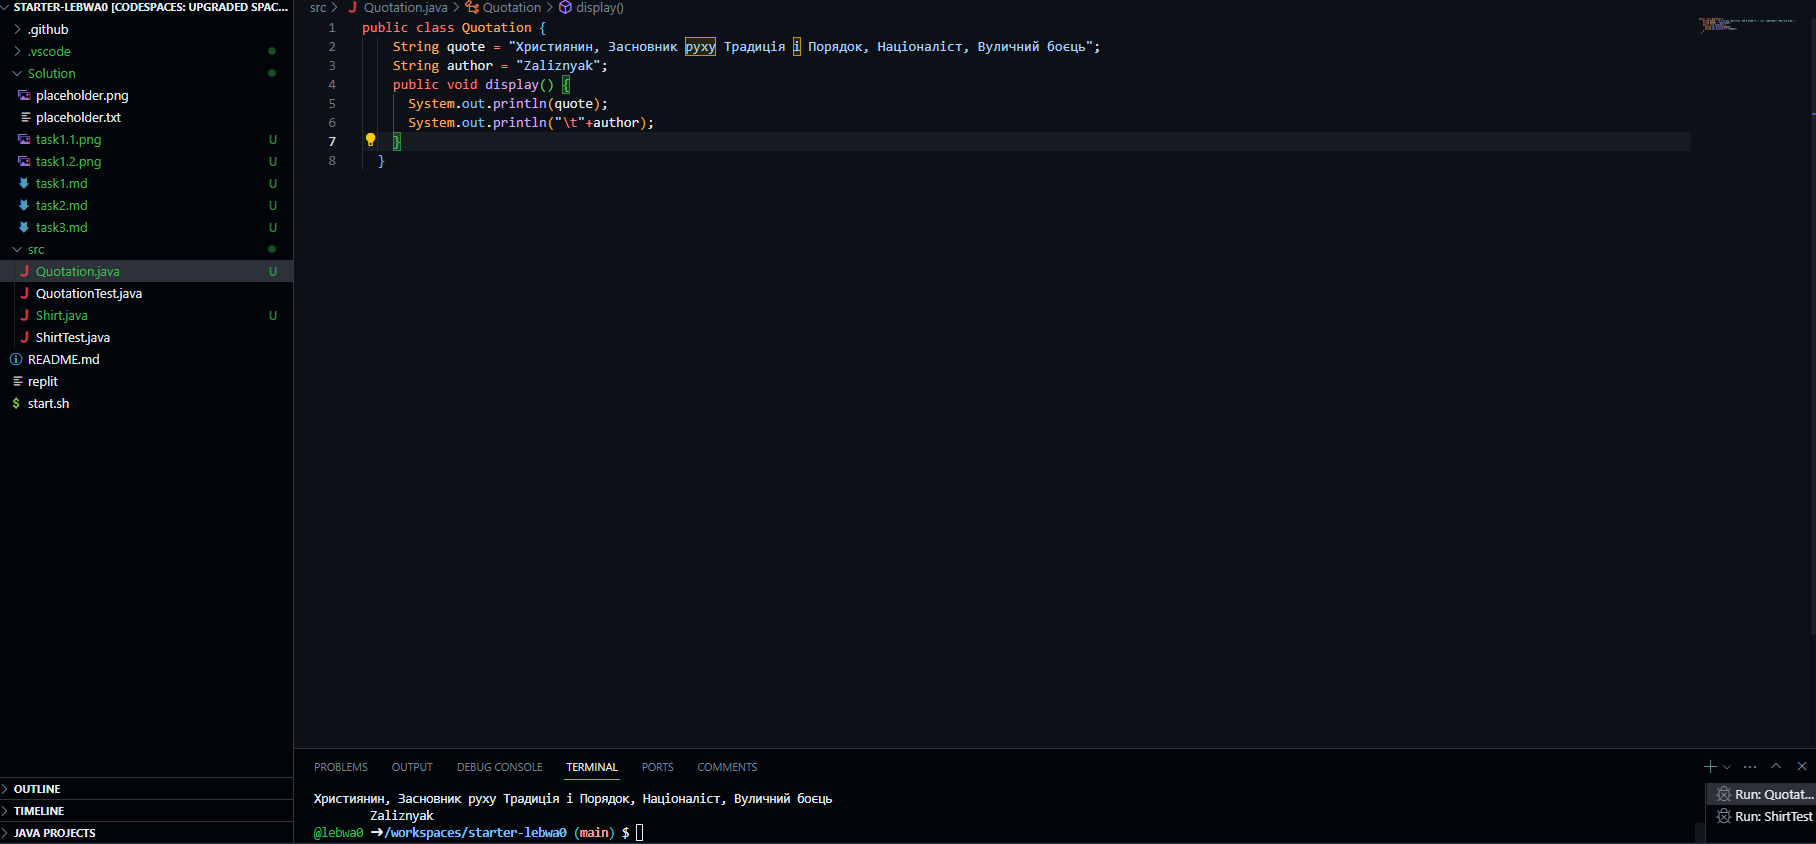 STARTER-LEBWA0 [CODESPACES: UPGRADED SPAC...
.github
.vscode
Solution
placeholder.png
placeholder.txt
task1.1.png U
task1.2.png U
task1.md U
task2.md U
task3.md U
src
Quotation.java U
QuotationTest.java
Shirt.java U
ShirtTest.java
README.md
replit
start.sh
OUTLINE
TIMELINE
JAVA PROJECTS
src > Quotation.java > Quotation > display()
1 public class Quotation {
2 String quote = "Християнин, Засновник руху Традиція і Порядок, Націоналіст, Вуличний боєць";
3 String author = "Zaliznyak";
4 public void display() {
5 System.out.println(quote);
6 System.out.println("\t"+author);
7 }
8 }
PROBLEMS OUTPUT DEBUG CONSOLE TERMINAL PORTS COMMENTS
Християнин, Засновник руху Традиція і Порядок, Націоналіст, Вуличний боєць
Zaliznyak
@lebwa0 ➜/workspaces/starter-lebwa0 (main) $
Run: Quotat...
Run: ShirtTest